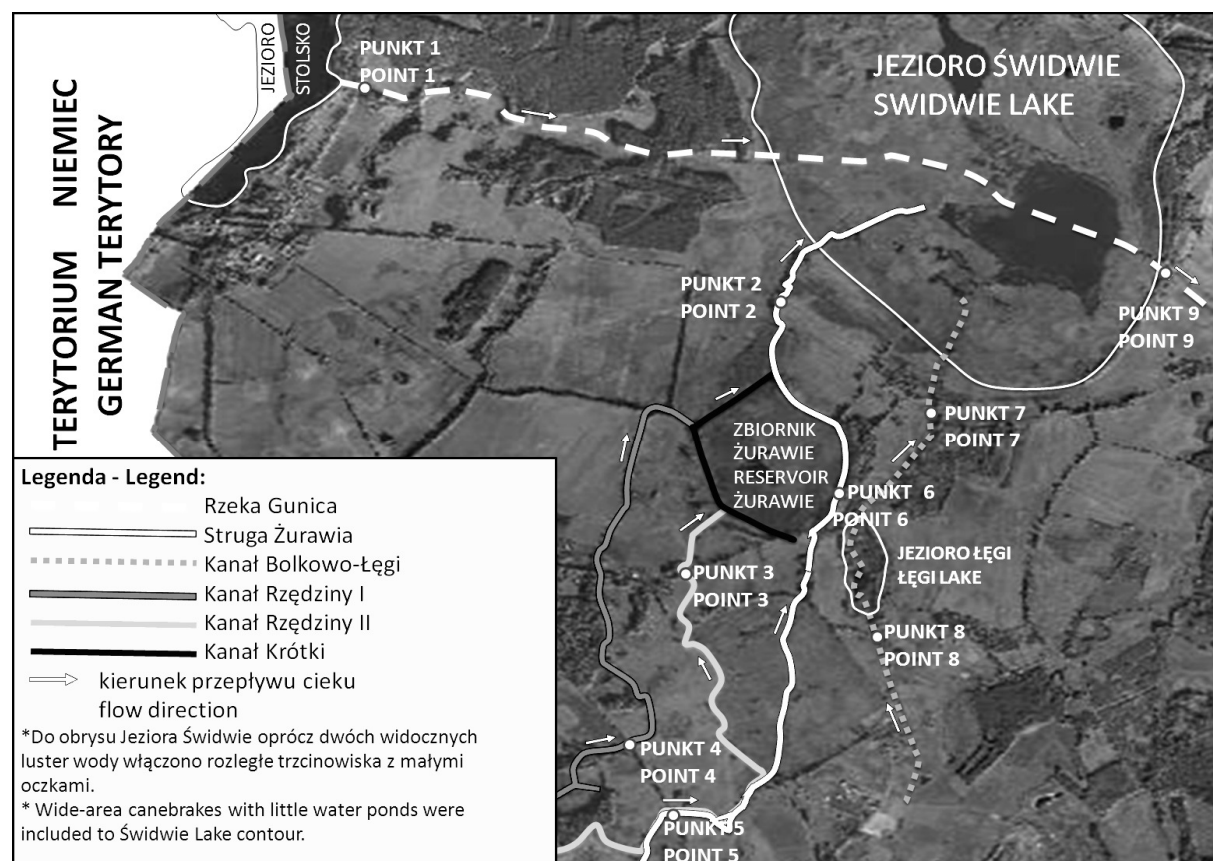 JEZIORO
STOLSKO
PUNKT 1
POINT 1
JEZIORO ŚWIDWIE
SWIDWIE LAKE
TERYTORIUM NIEMIEC
GERMAN TERYTORY
PUNKT 2
POINT 2
PUNKT 9
POINT 9
PUNKT 7
POINT 7
ZBIORNIK
ŻURAWIE
RESERVOIR
ŻURAWIE
PUNKT 6
PONIT 6
JEZIORO ŁĘGI
ŁĘGI LAKE
PUNKT 3
POINT 3
PUNKT 8
POINT 8
PUNKT 4
POINT 4
PUNKT 5
POINT 5
Legenda - Legend:
Rzeka Gunica
Struga Żurawia
Kanał Bolkowo-Łęgi
Kanał Rzędziny I
Kanał Rzędziny II
Kanał Krótki
kierunek przepływu cieku
flow direction
*Do obrysu Jeziora Świdwie oprócz dwóch widocznych
luster wody włączono rozległe trzcinowiska z małymi
oczkami.
* Wide-area canebrakes with little water ponds were
included to Świdwie Lake contour.